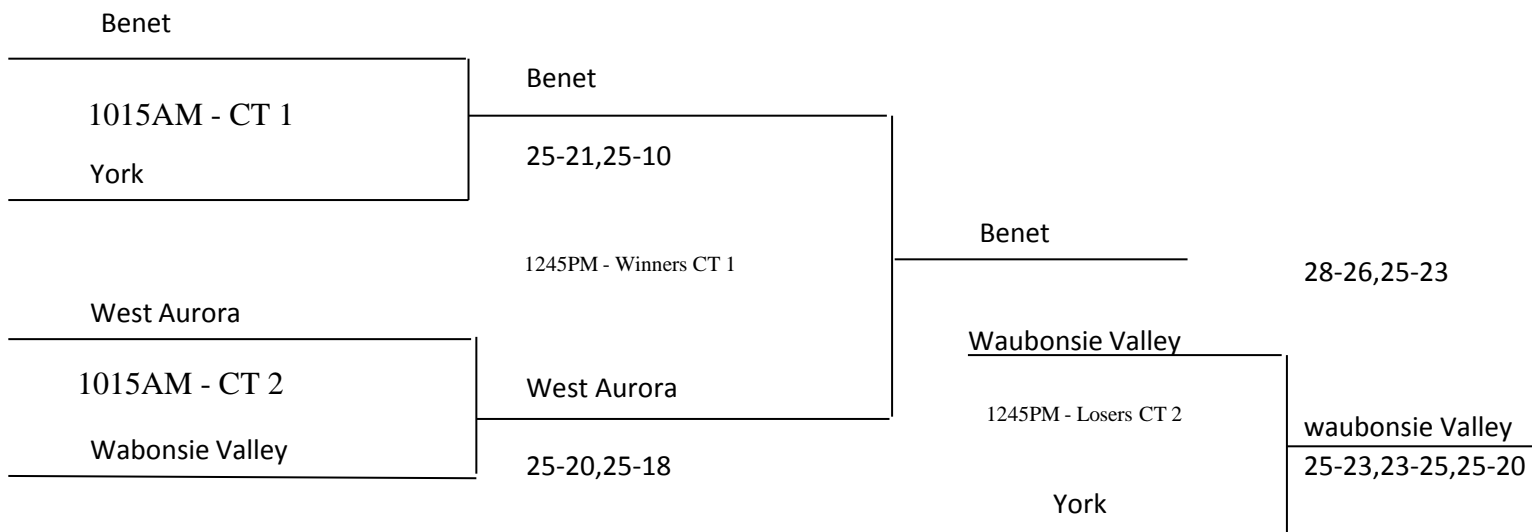 Benet
1015AM - CT 1
York
Benet
25-21,25-10
1245PM - Winners CT 1
West Aurora
1015AM - CT 2
Wabonsie Valley
West Aurora
25-20,25-18
Benet
28-26,25-23
Waubonsie Valley
1245PM - Losers CT 2
York
waubonsie Valley
25-23,23-25,25-20